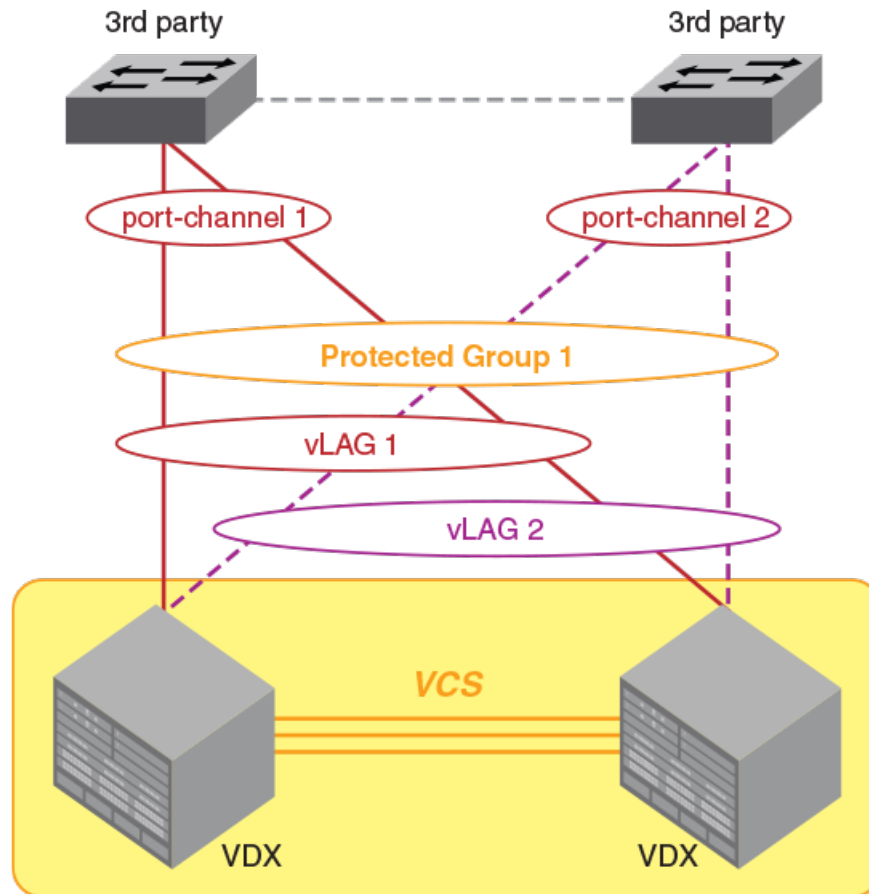 3rd party
3rd party
port-channel 1
port-channel 2
Protected Group 1
vLAG 1
vLAG 2
VCS
VDX
VDX